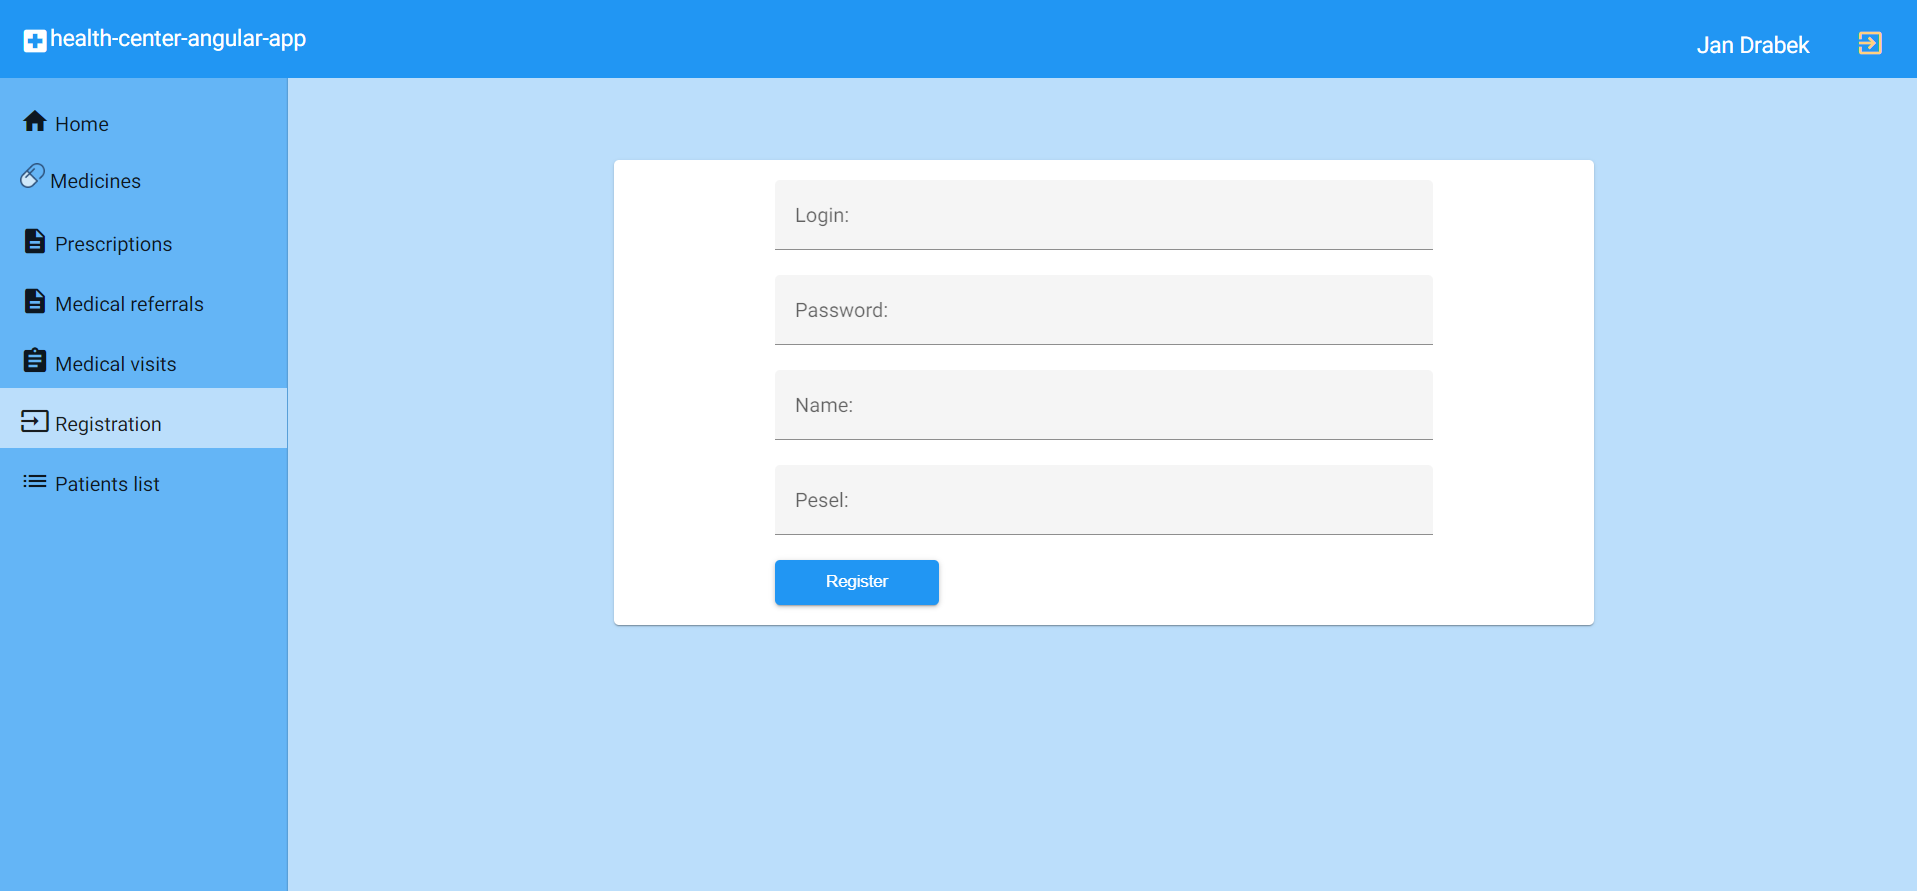 health-center-angular-app
Jan Drabek
Home
Medicines
Prescriptions
Medical referrals
Medical visits
Registration
Patients list
Login:
Password:
Name:
Pesel:
Register